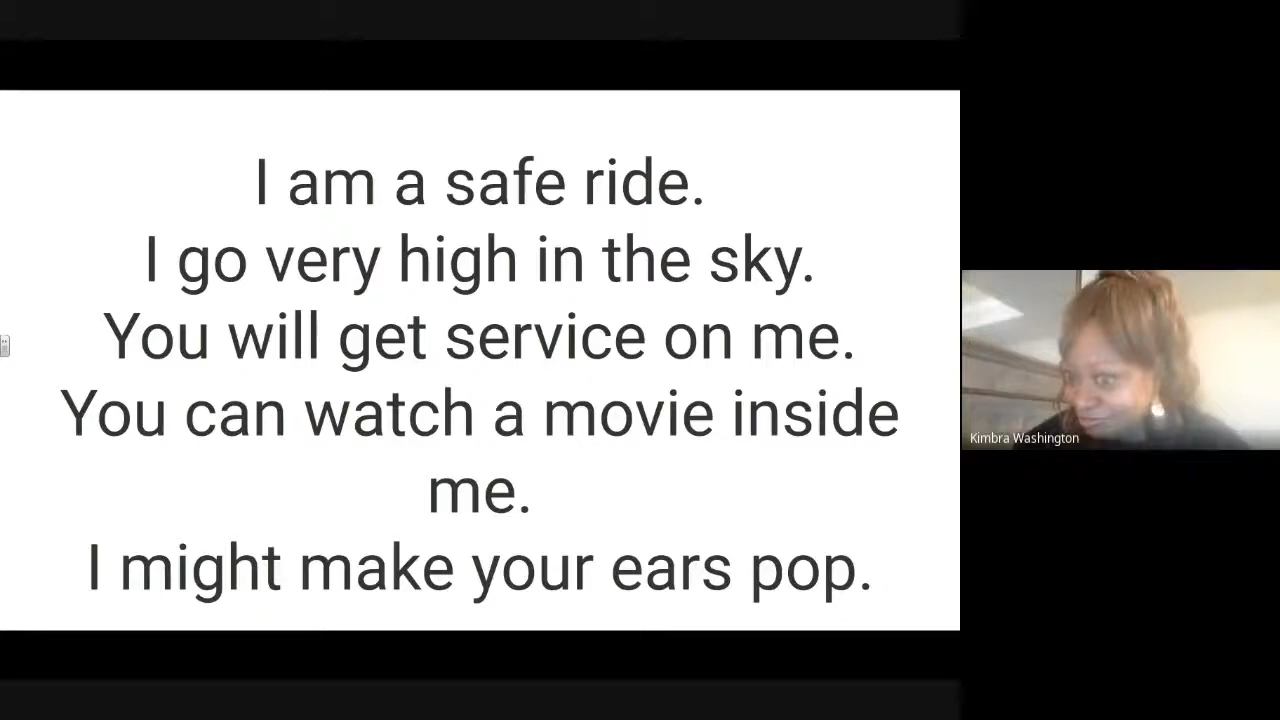 I am a safe ride.
I go very high in the sky.
You will get service on me.
You can watch a movie inside
me.
I might make your ears pop.
Kimbra Washington